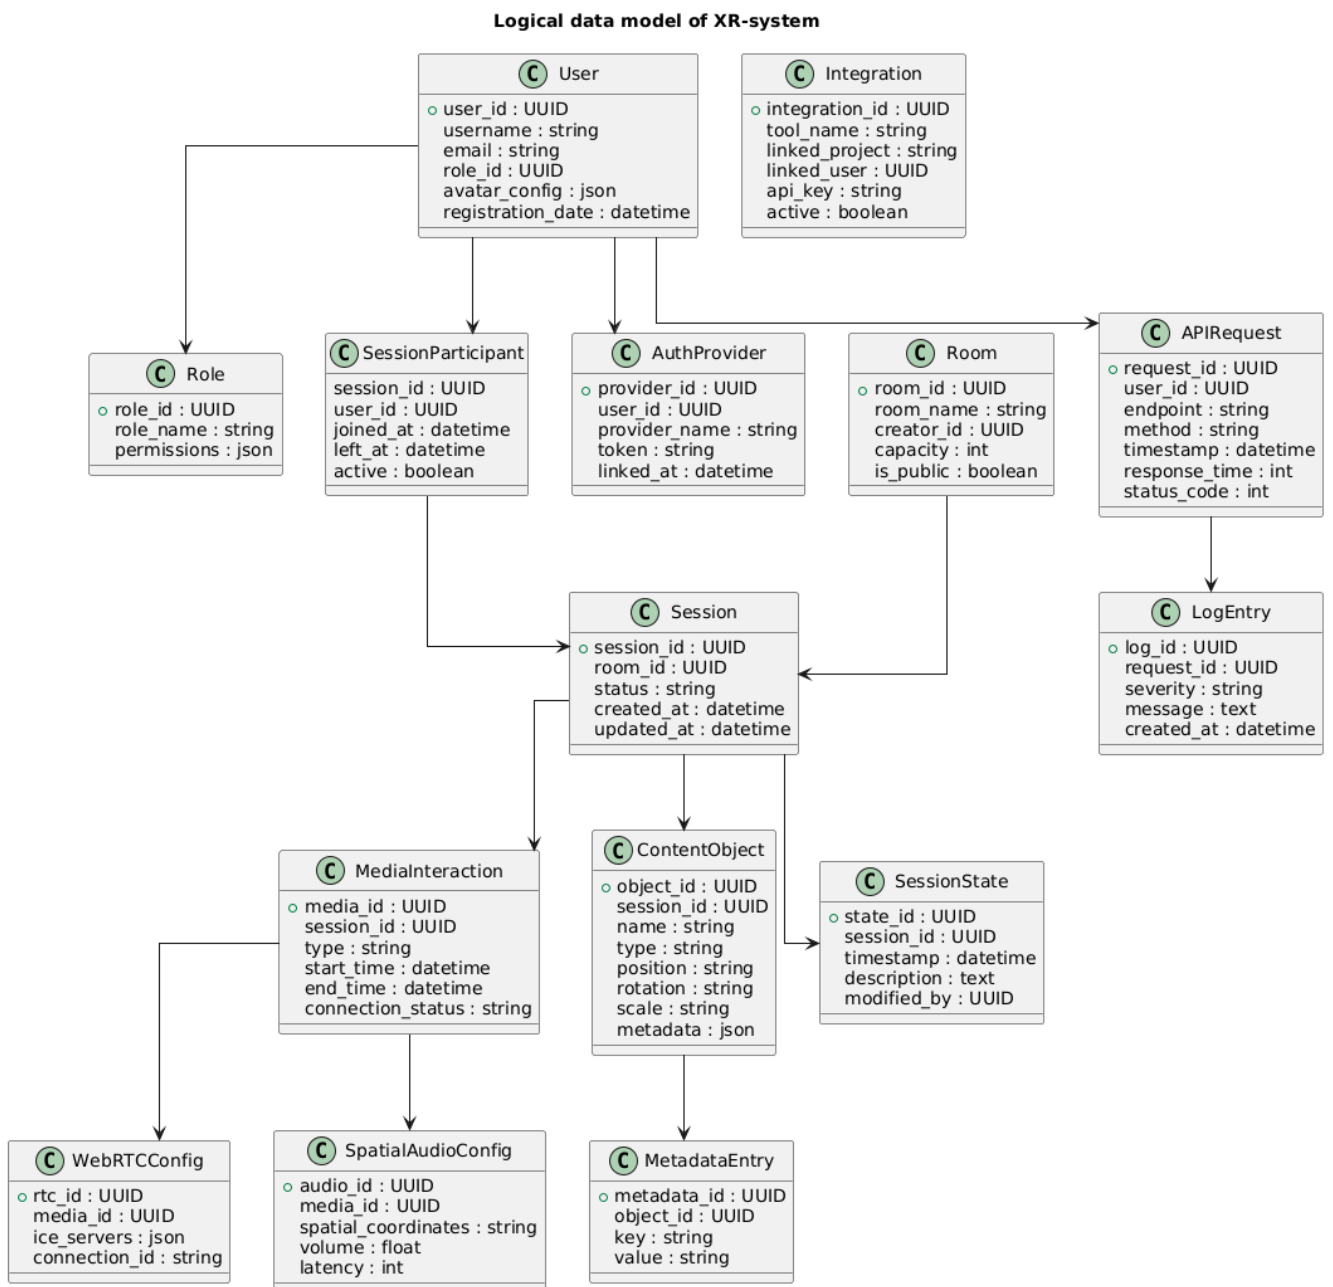 Logical data model of XR-system
C User
user_id : UUID
username : string
email : string
role_id : UUID
avatar_config : json
registration_date : datetime
C Integration
integration_id : UUID
tool_name : string
linked_project : string
linked_user : UUID
api_key : string
active : boolean
C Role
role_id : UUID
role_name : string
permissions : json
C SessionParticipant
session_id : UUID
user_id : UUID
joined_at : datetime
left_at : datetime
active : boolean
C AuthProvider
provider_id : UUID
user_id : UUID
provider_name : string
token : string
linked_at : datetime
C Room
room_id : UUID
room_name : string
creator_id : UUID
capacity : int
is_public : boolean
C APIRequest
request_id : UUID
user_id : UUID
endpoint : string
method : string
timestamp : datetime
response_time : int
status_code : int
C Session
session_id : UUID
room_id : UUID
status : string
created_at : datetime
updated_at : datetime
C LogEntry
log_id : UUID
request_id : UUID
severity : string
message : text
created_at : datetime
C MediaInteraction
media_id : UUID
session_id : UUID
type : string
start_time : datetime
end_time : datetime
connection_status : string
C ContentObject
object_id : UUID
session_id : UUID
name : string
type : string
position : string
rotation : string
scale : string
metadata : json
C SessionState
state_id : UUID
session_id : UUID
timestamp : datetime
description : text
modified_by : UUID
C WebRTCConfig
rtc_id : UUID
media_id : UUID
ice_servers : json
connection_id : string
C SpatialAudioConfig
audio_id : UUID
media_id : UUID
spatial_coordinates : string
volume : float
latency : int
C MetadataEntry
metadata_id : UUID
object_id : UUID
key : string
value : string